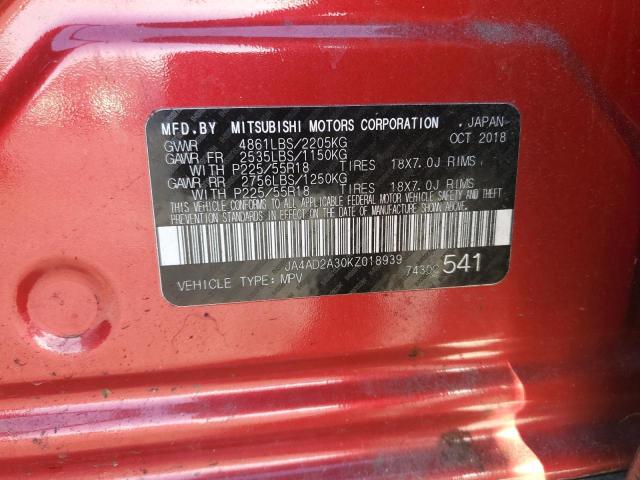 MFD.BY MITSUBISHI MOTORS CORPORATION , JAPAN
GVWR 4861LBS/2205KG OCT 2018
GAWR FR 2535LBS/1150KG
WITH P225/55R18 TIRES 18X7.0J RIMS
GAWR RR 2756LBS/1250KG
WITH P225/55R18 TIRES 18X7.0J RIMS
THIS VEHICLE CONFORMS TO ALL APPLICABLE FEDERAL MOTOR VEHICLE SAFETY
CRASH PREVENTION STANDARDS IN EFFECT ON THE
DATE OF MANUFACTURE SHOWN ABOVE.
JA4AD2A30KZ018939
VEHICLE TYPE: MPV 541